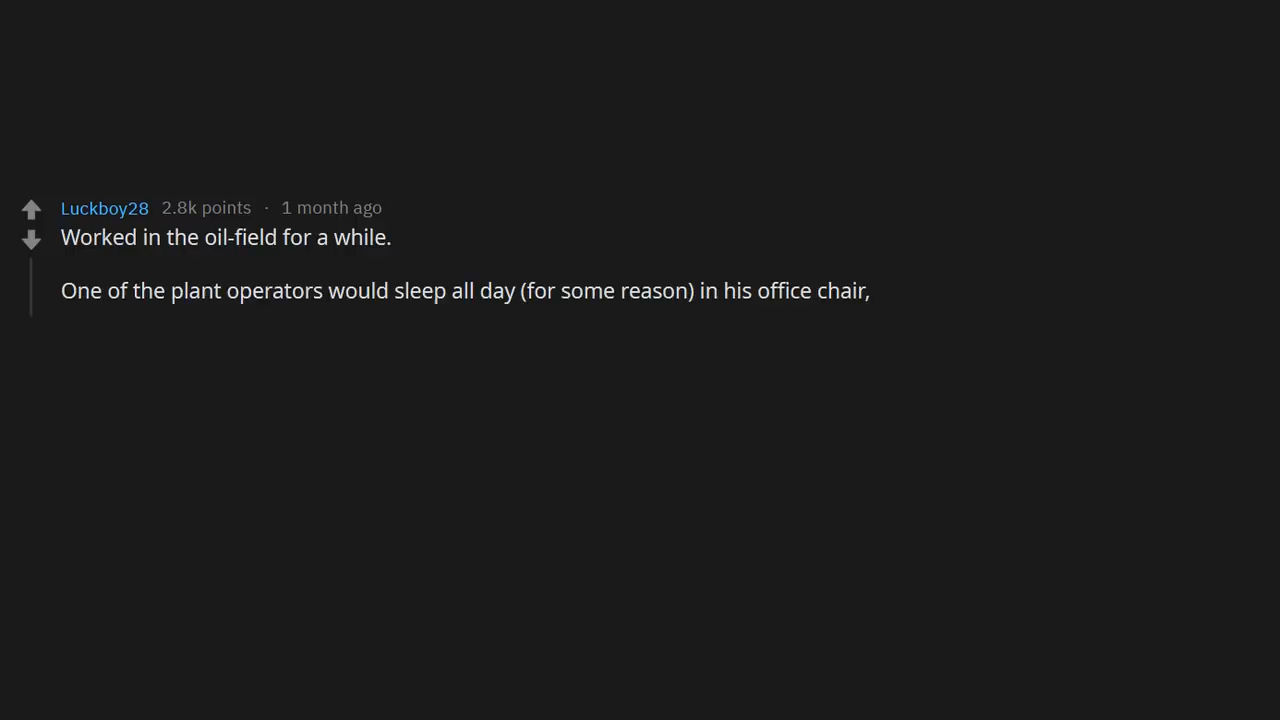 Luckboy28 2.8k points · 1 month ago
Worked in the oil-field for a while.
One of the plant operators would sleep all day (for some reason) in his office chair,